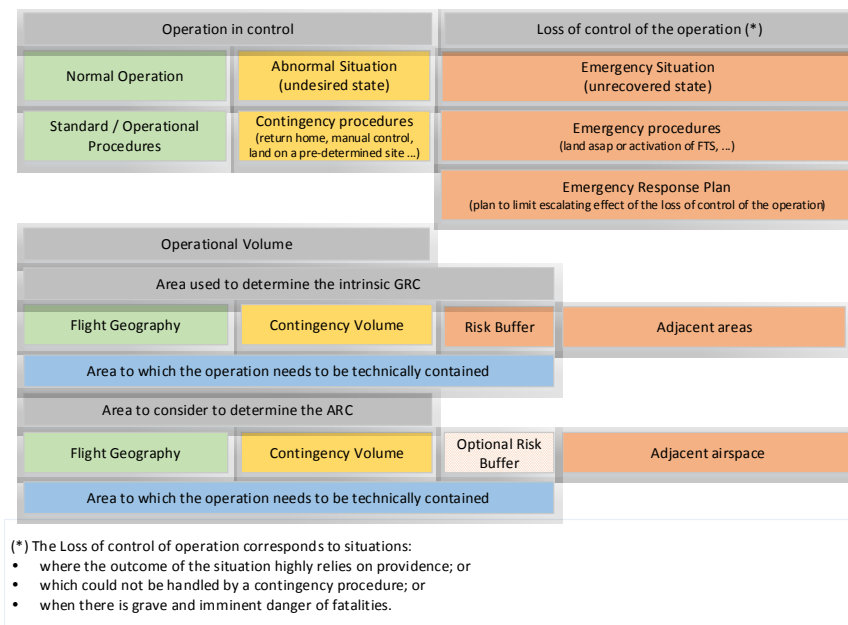 Operation in control
Loss of control of the operation (*)
Normal Operation
Abnormal Situation
(undesired state)
Emergency Situation
(unrecovered state)
Standard / Operational
Procedures
Contingency procedures
(return home, manual control,
land on a pre-determined site ...)
Emergency procedures
(land asap or activation of FTS, ...)
Emergency Response Plan
(plan to limit escalating effect of the loss of control of the operation)
Operational Volume
Area used to determine the intrinsic GRC
Flight Geography
Contingency Volume
Risk Buffer
Adjacent areas
Area to which the operation needs to be technically contained
Area to consider to determine the ARC
Flight Geography
Contingency Volume
Optional Risk
Buffer
Adjacent airspace
Area to which the operation needs to be technically contained
(*) The Loss of control of operation corresponds to situations:
• where the outcome of the situation highly relies on providence; or
• which could not be handled by a contingency procedure; or
• when there is grave and imminent danger of fatalities.